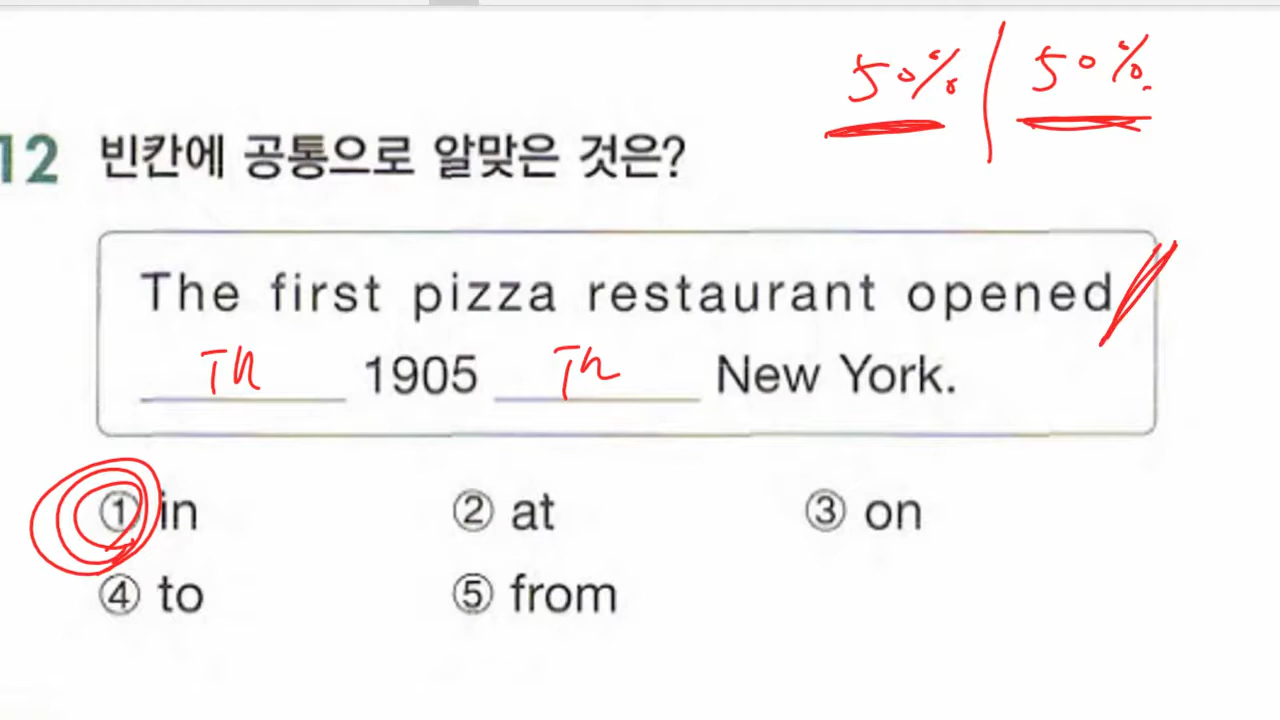 50% 50%.
12 빈칸에 공통으로 알맞은 것은?
The first pizza restaurant opened
In 1905 In New York.
① in ② at ③ on
④ to ⑤ from